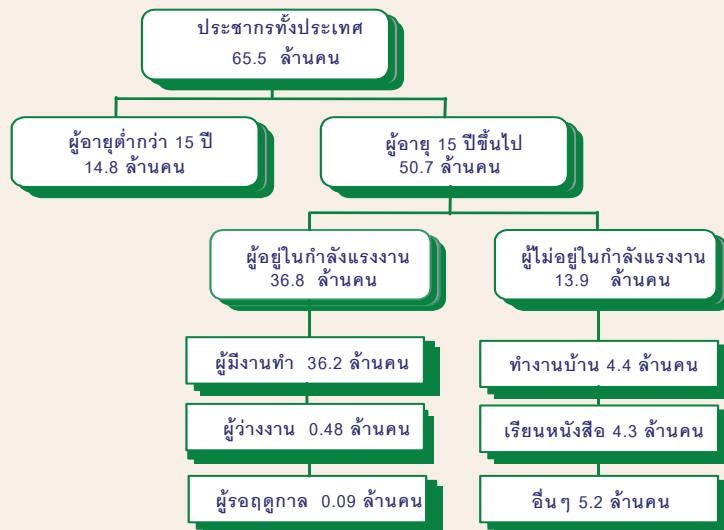 ประชากรทั้งประเทศ
65.5 ล้านคน
ผู้อายุต่ำกว่า 15 ปี
14.8 ล้านคน
ผู้อายุ 15 ปีขึ้นไป
50.7 ล้านคน
ผู้อยู่ในกำลังแรงงาน
36.8 ล้านคน
ผู้ไม่อยู่ในกำลังแรงงาน
13.9 ล้านคน
ผู้มีงานทำ 36.2 ล้านคน
ทำงานบ้าน 4.4 ล้านคน
ผู้ว่างงาน 0.48 ล้านคน
เรียนหนังสือ 4.3 ล้านคน
ผู้รอฤดูกาล 0.09 ล้านคน
อื่นๆ 5.2 ล้านคน